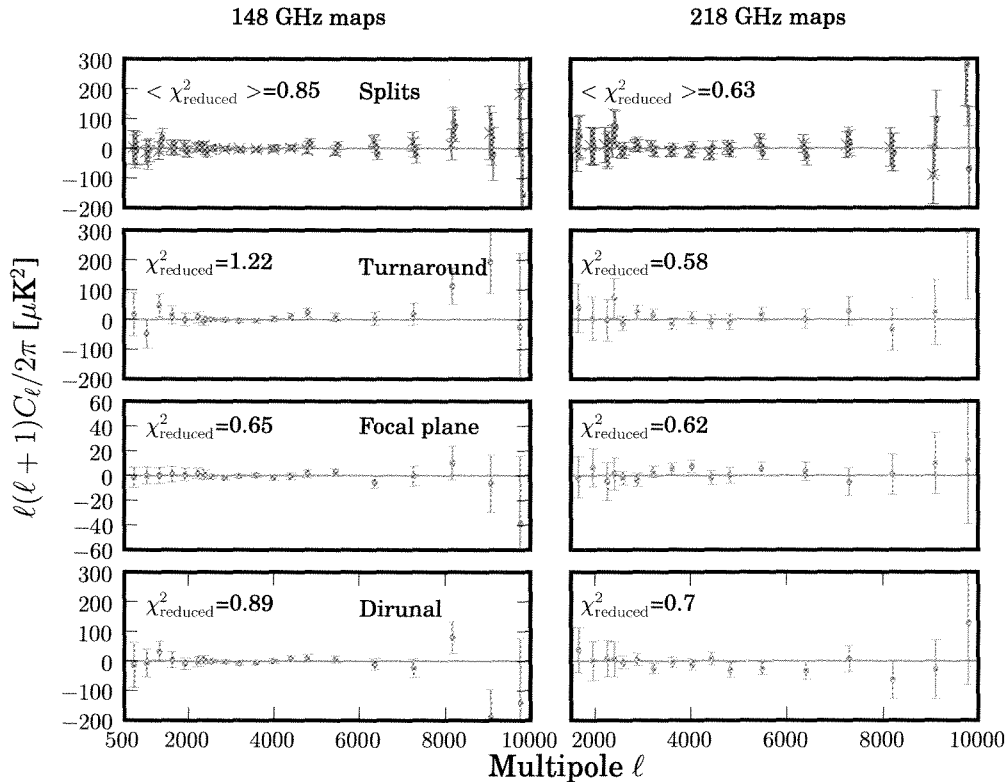 148 GHz maps
218 GHz maps
ℓ(ℓ + 1)Cℓ/2π [μK²]
300
200
100
0
−100
−200
< χ²reduced >=0.85
Splits
< χ²reduced >=0.63
300
200
100
0
−100
−200
χ²reduced=1.22
Turnaround
χ²reduced=0.58
60
40
20
0
−20
−40
−60
χ²reduced=0.65
Focal plane
χ²reduced=0.62
300
200
100
0
−100
−200
χ²reduced=0.89
Dirunal
χ²reduced=0.7
500 2000 4000 6000 8000 10000
2000 4000 6000 8000 10000
Multipole ℓ